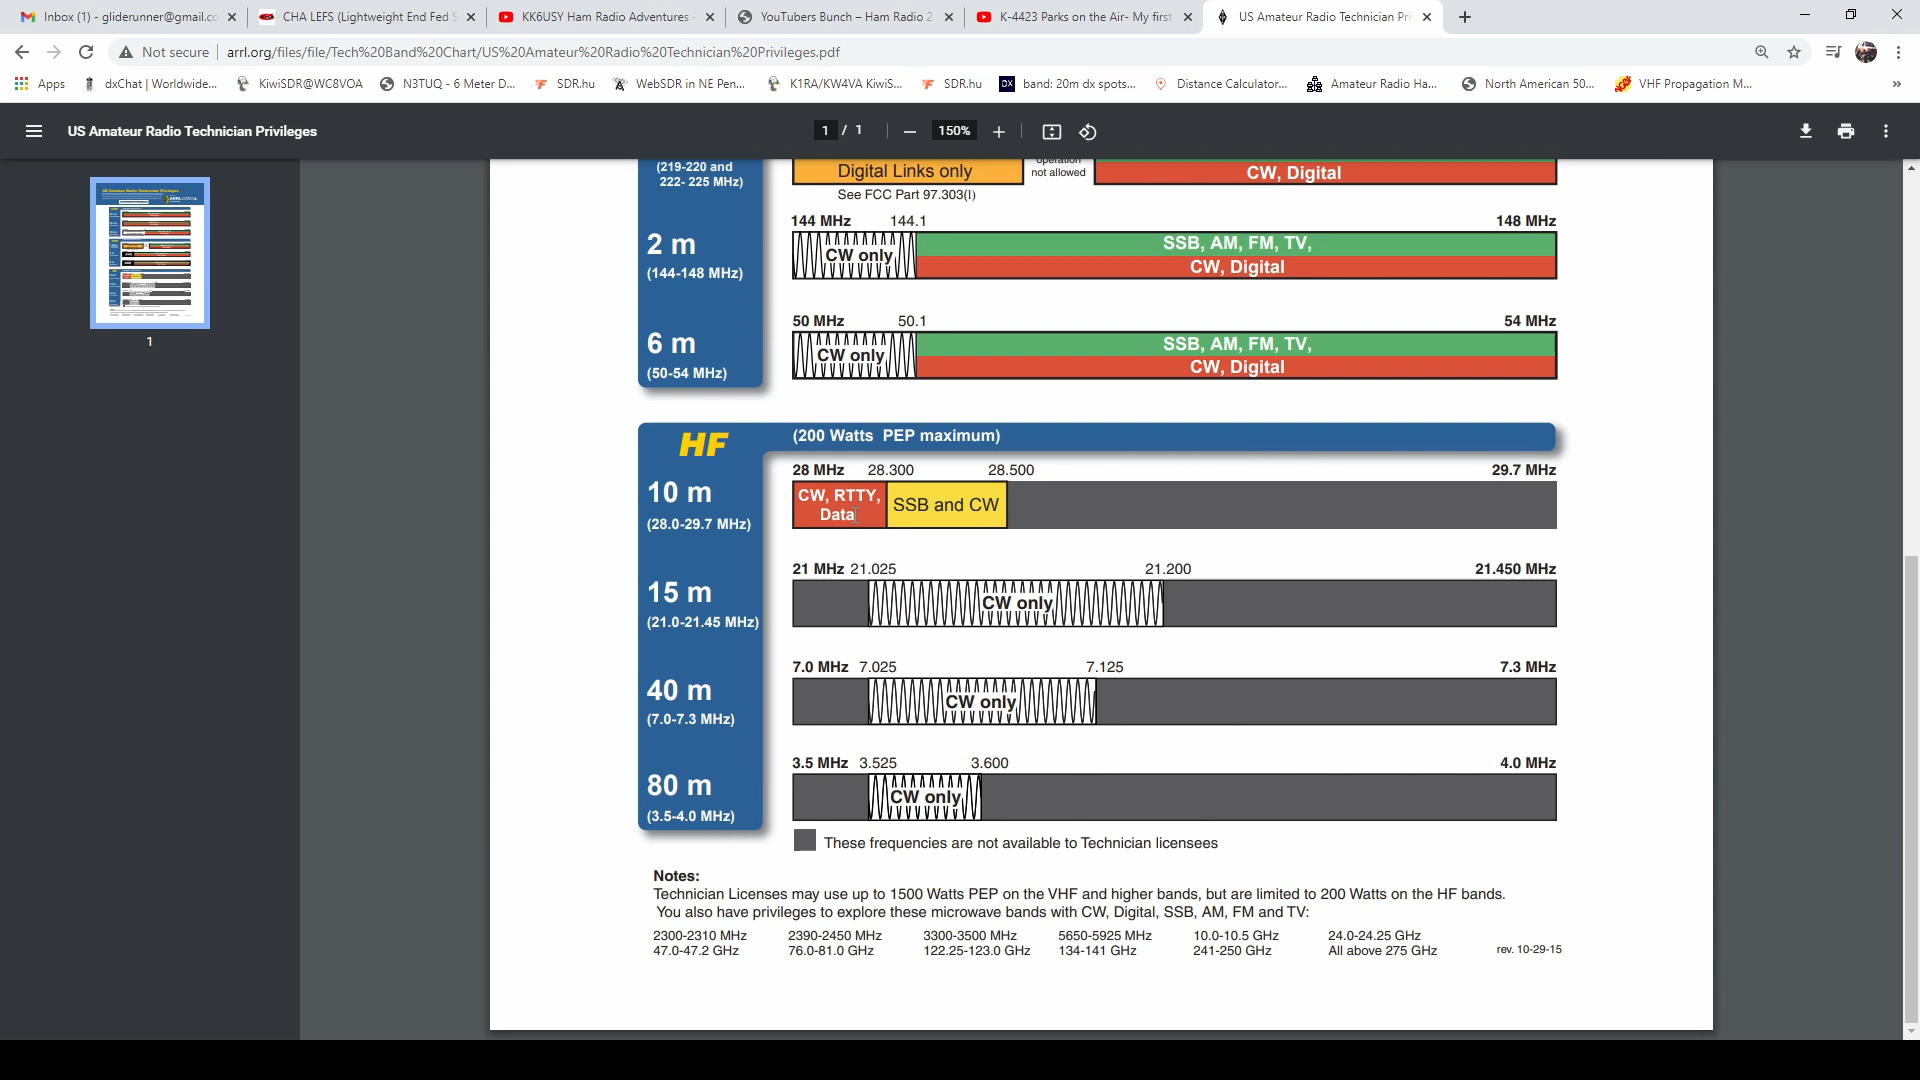 Inbox (1) - gliderunner@gmail.c
CHA LEFS (Lightweight End Fed S
KK6USY Ham Radio Adventures -
YouTubers Bunch – Ham Radio 2.
K-4423 Parks on the Air- My first
US Amateur Radio Technician Pri
Not secure
arrl.org/files/file/Tech%20Band%20Chart/US%20Amateur%20Radio%20Technician%20Privileges.pdf
Apps
dxChat | Worldwide...
KiwiSDR@WC8VOA
N3TUQ - 6 Meter D...
SDR.hu
WebSDR in NE Pen...
K1RA/KW4VA KiwiS...
SDR.hu
DX
band: 20m dx spots...
Distance Calculator...
Amateur Radio Ha...
North American 50...
VHF Propagation M...
»
US Amateur Radio Technician Privileges
1 / 1
150%
1
(219-220 and
222- 225 MHz)
Digital Links only
operation
not allowed
CW, Digital
See FCC Part 97.303(l)
144 MHz 144.1 148 MHz
2 m
(144-148 MHz)
CW only
SSB, AM, FM, TV,
CW, Digital
50 MHz 50.1 54 MHz
6 m
(50-54 MHz)
CW only
SSB, AM, FM, TV,
CW, Digital
HF
(200 Watts PEP maximum)
28 MHz 28.300 28.500 29.7 MHz
10 m
(28.0-29.7 MHz)
CW, RTTY,
Data
SSB and CW
21 MHz 21.025 21.200 21.450 MHz
15 m
(21.0-21.45 MHz)
CW only
7.0 MHz 7.025 7.125 7.3 MHz
40 m
(7.0-7.3 MHz)
CW only
3.5 MHz 3.525 3.600 4.0 MHz
80 m
(3.5-4.0 MHz)
CW only
These frequencies are not available to Technician licensees
Notes:
Technician Licenses may use up to 1500 Watts PEP on the VHF and higher bands, but are limited to 200 Watts on the HF bands.
You also have privileges to explore these microwave bands with CW, Digital, SSB, AM, FM and TV:
2300-2310 MHz 2390-2450 MHz 3300-3500 MHz 5650-5925 MHz 10.0-10.5 GHz 24.0-24.25 GHz
47.0-47.2 GHz 76.0-81.0 GHz 122.25-123.0 GHz 134-141 GHz 241-250 GHz All above 275 GHz rev. 10-29-15